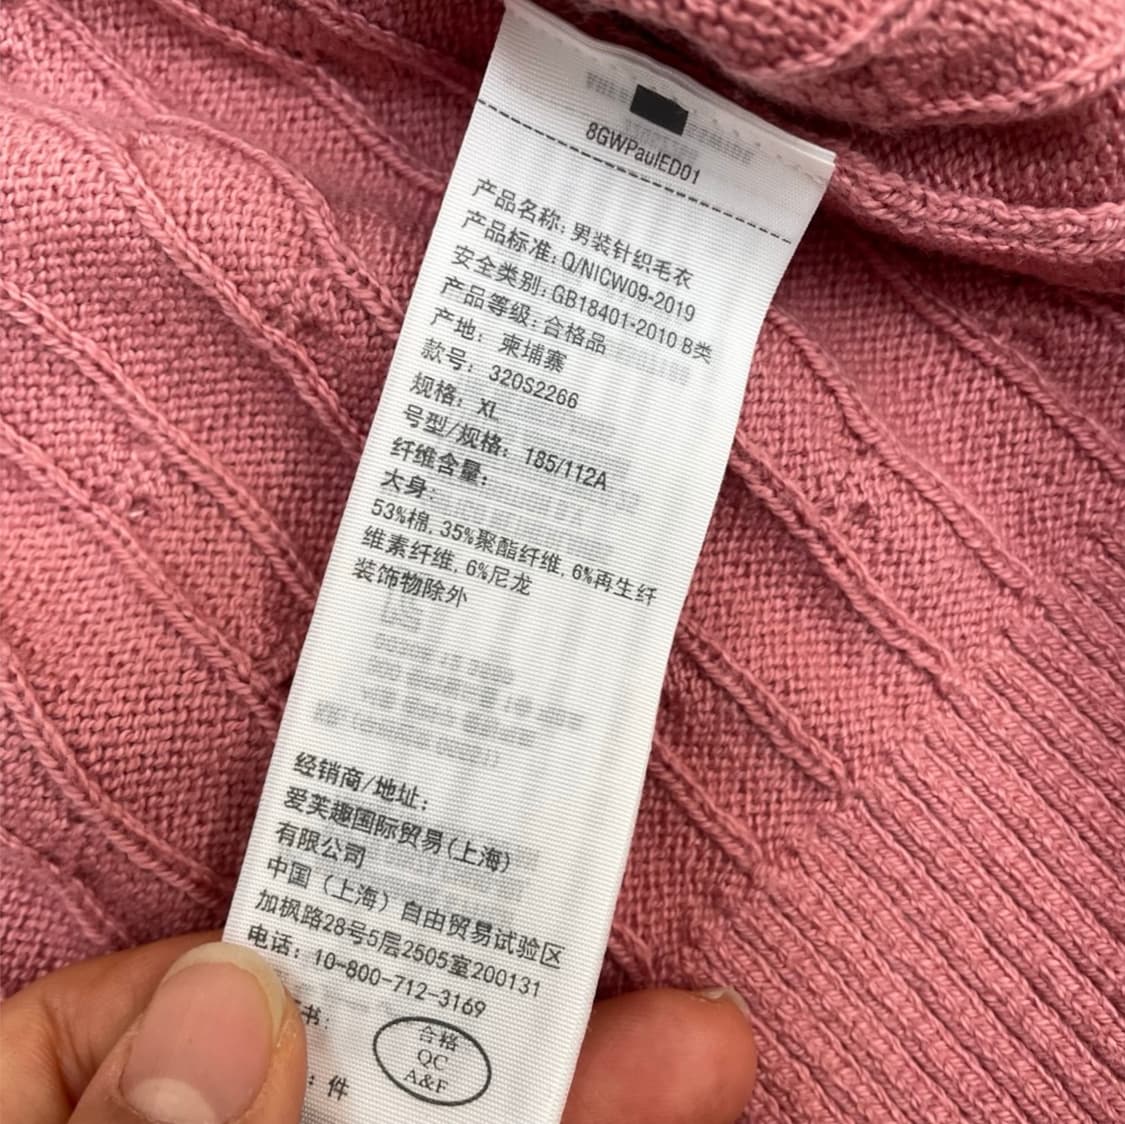 8GWPaulED01
产品名称: 男装针织毛衣
产品标准: Q/NICW09-2019
安全类别: GB18401-2010 B类
产品等级: 合格品
产地: 柬埔寨
款号: 320S2266
规格: XL
号型/规格: 185/112A
纤维含量:
大身:
53%棉, 35%聚酯纤维, 6%再生纤
维素纤维, 6%尼龙
装饰物除外
经销商/地址:
爱芙趣国际贸易(上海)
有限公司
中国（上海）自由贸易试验区
加枫路28号5层2505室200131
电话: 10-800-712-3169
书:
合格
QC
A&F
: 件